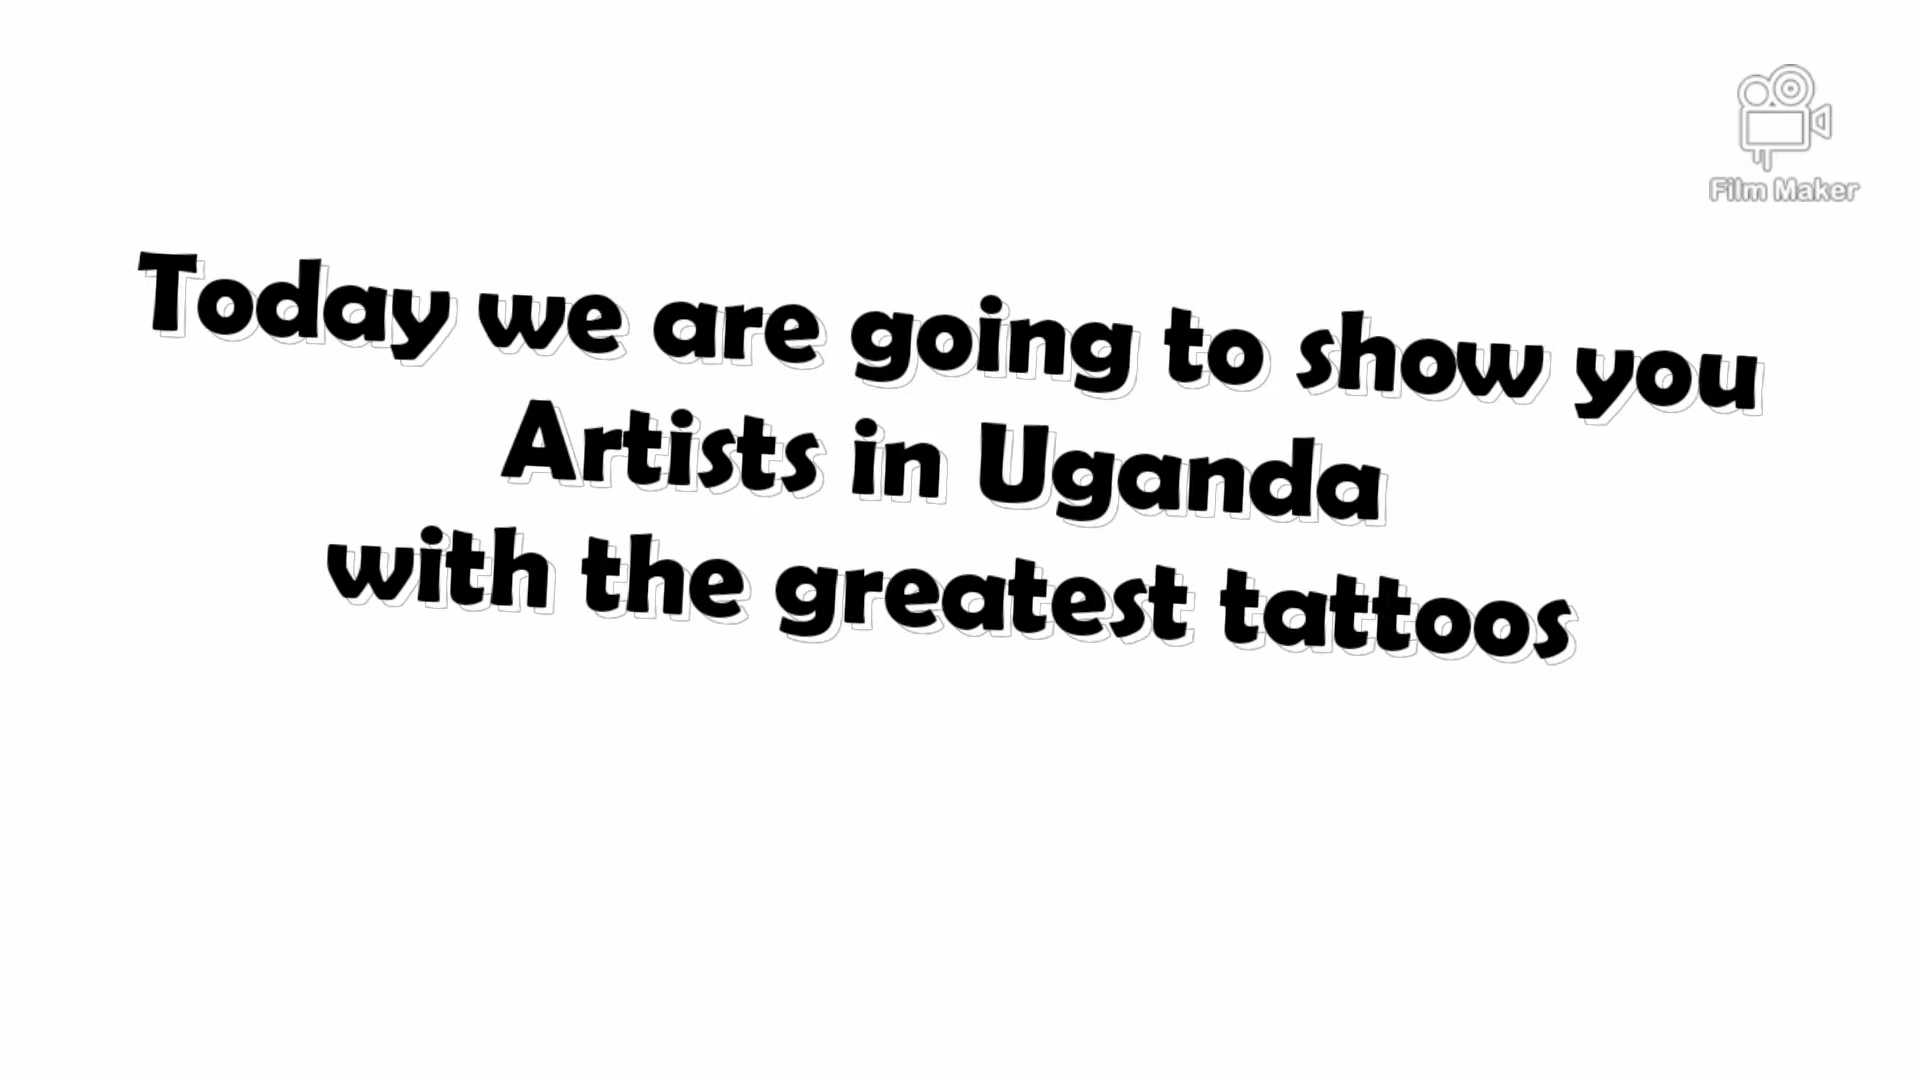 Film Maker
Today we are going to show you
Artists in Uganda
with the greatest tattoos